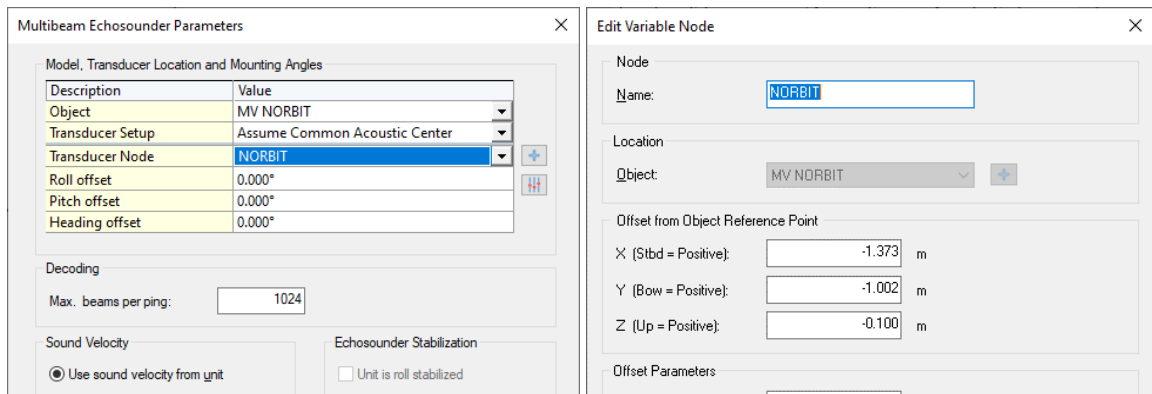 Multibeam Echosounder Parameters
Model, Transducer Location and Mounting Angles
Description Value
Object MV NORBIT
Transducer Setup Assume Common Acoustic Center
Transducer Node NORBIT
Roll offset 0.000°
Pitch offset 0.000°
Heading offset 0.000°
Decoding
Max. beams per ping: 1024
Sound Velocity
Use sound velocity from unit
Echosounder Stabilization
Unit is roll stabilized
Edit Variable Node
Node
Name: NORBIT
Location
Object: MV NORBIT
Offset from Object Reference Point
X (Stbd = Positive): -1.373 m
Y (Bow = Positive): -1.002 m
Z (Up = Positive): -0.100 m
Offset Parameters